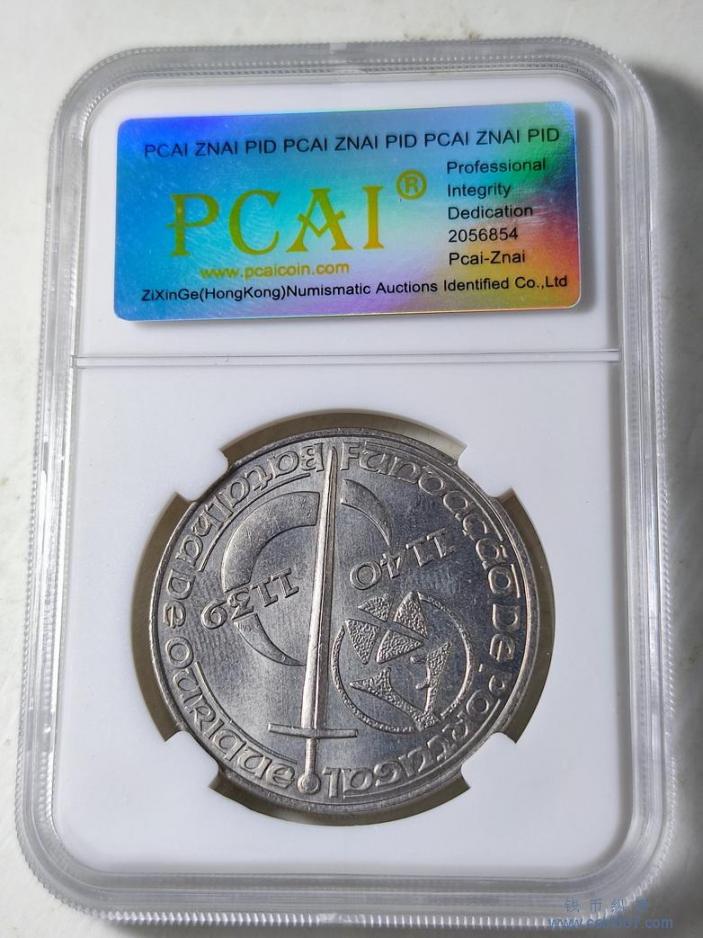 PCAI ZNAI PID PCAI ZNAI PID PCAI ZNAI PID
PCAI®
www.pcaicoin.com
Professional
Integrity
Dedication
2056854
Pcai-Znai
ZiXinGe(HongKong)Numismatic Auctions Identified Co.,Ltd
Batalha de Ourique
Fundação de Portugal
1139
1140